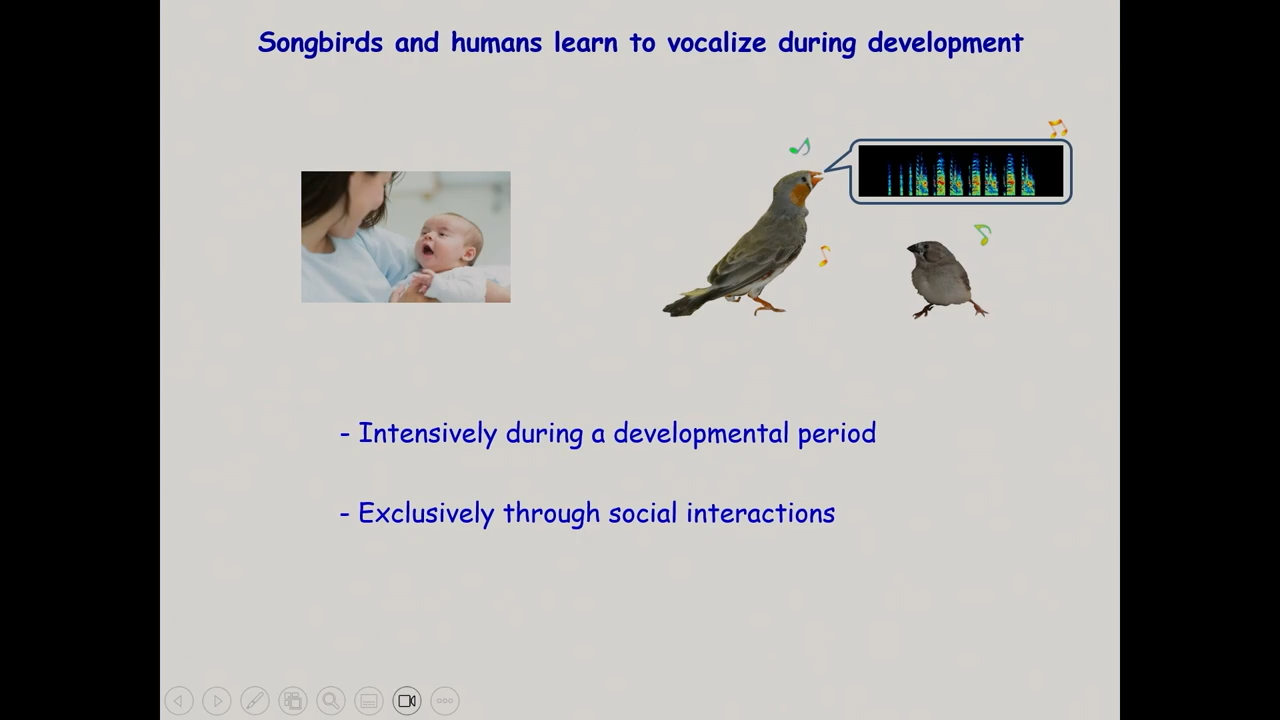 Songbirds and humans learn to vocalize during development
- Intensively during a developmental period
- Exclusively through social interactions